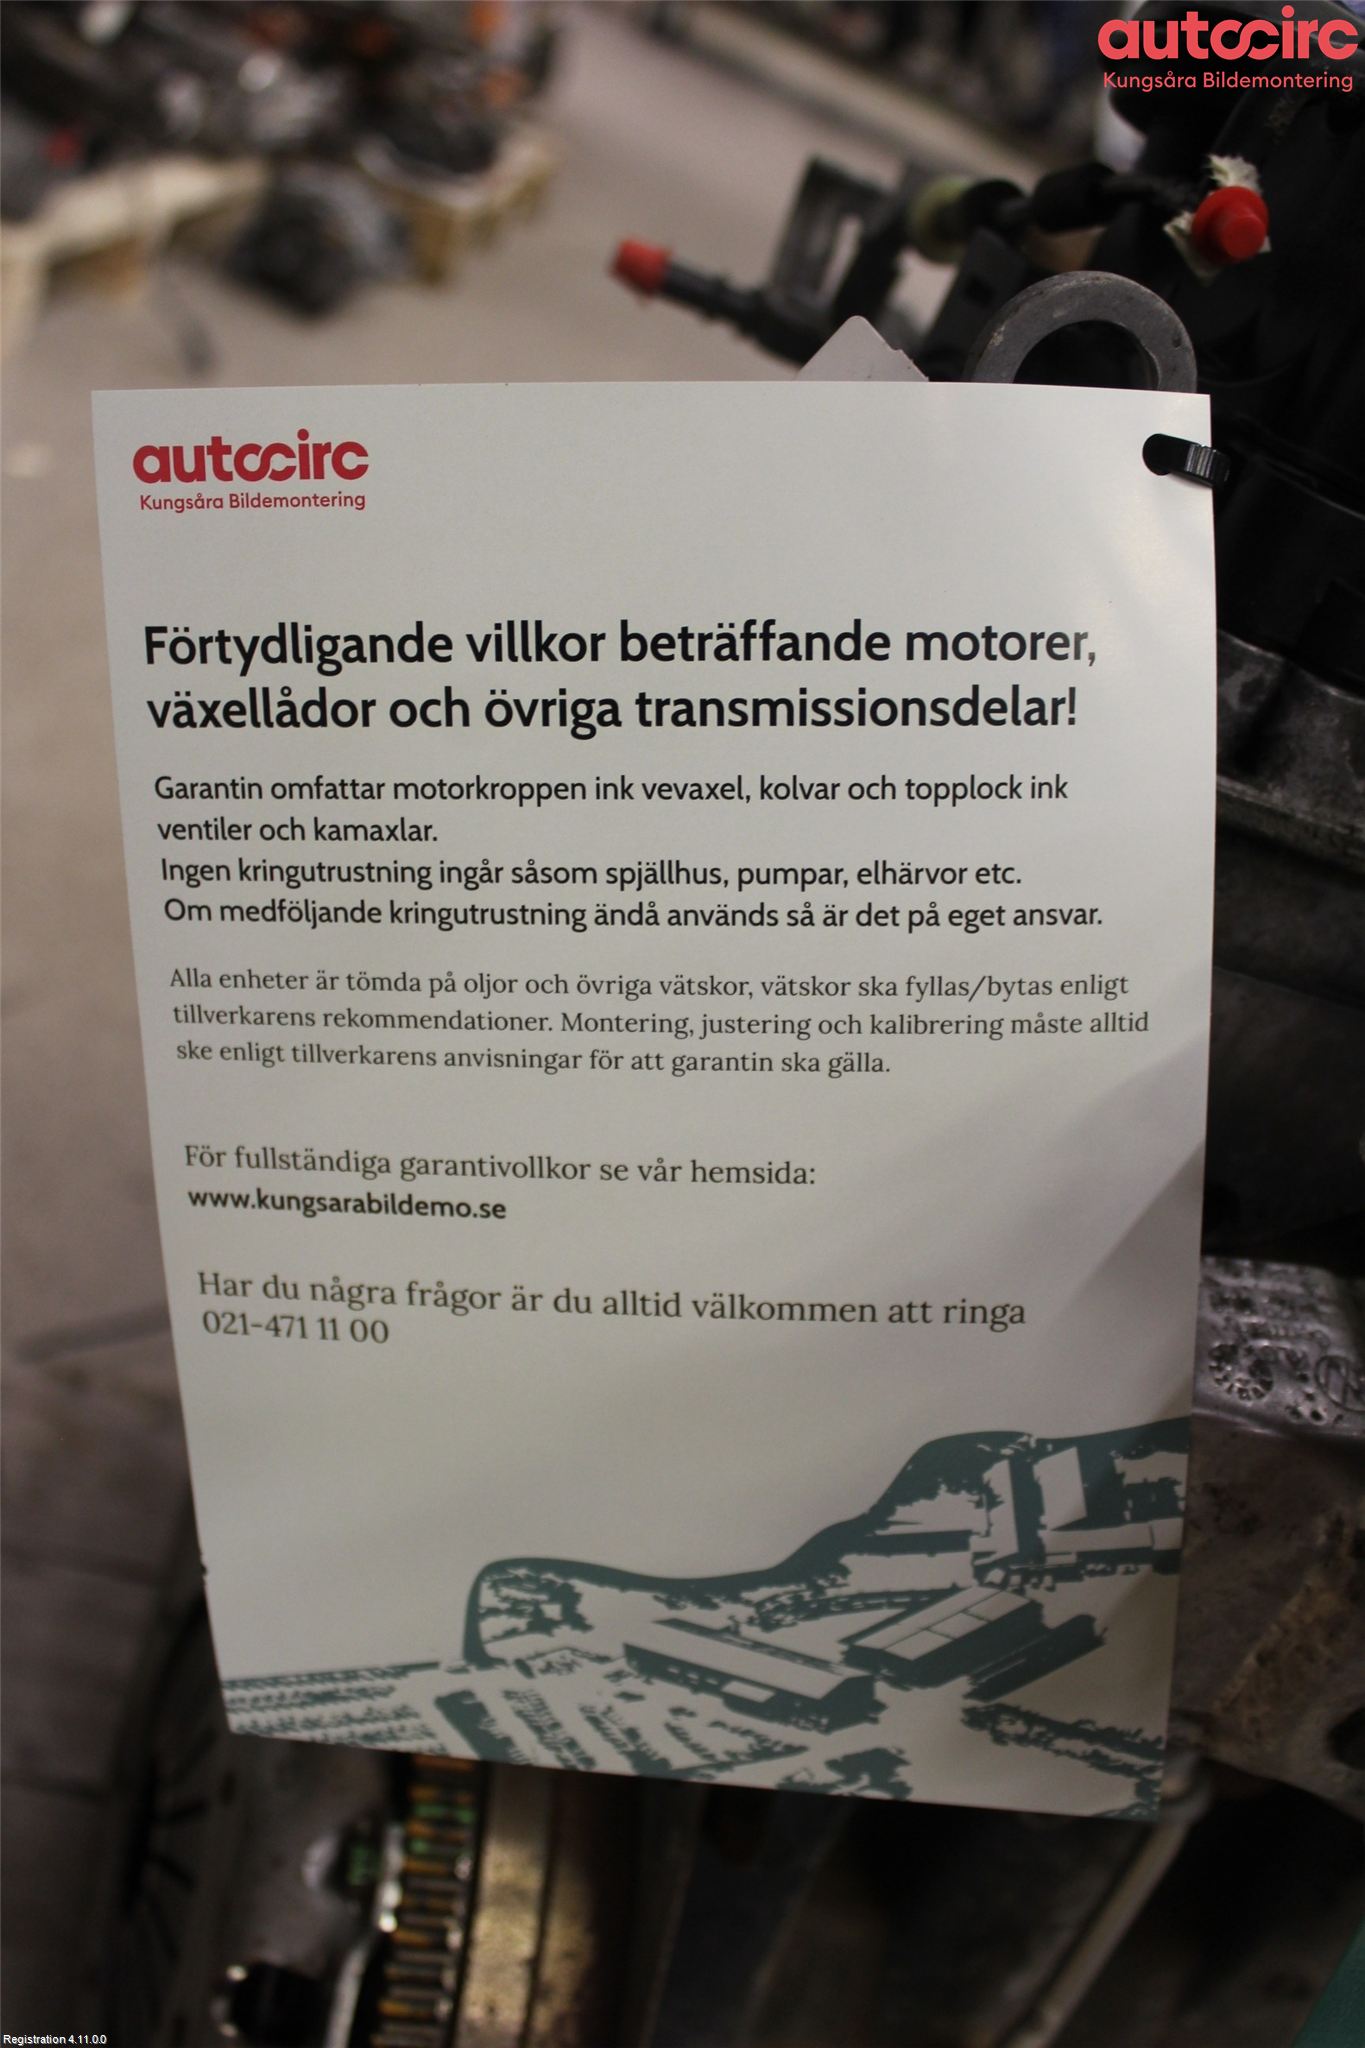 autocirc
Kungsåra Bildemontering
autocirc
Kungsåra Bildemontering
Förtydligande villkor beträffande motorer,
växellådor och övriga transmissionsdelar!
Garantin omfattar motorkroppen ink vevaxel, kolvar och topplock ink
ventiler och kamaxlar.
Ingen kringutrustning ingår såsom spjällhus, pumpar, elhärvor etc.
Om medföljande kringutrustning ändå används så är det på eget ansvar.
Alla enheter är tömda på oljor och övriga vätskor, vätskor ska fyllas/bytas enligt
tillverkarens rekommendationer. Montering, justering och kalibrering måste alltid
ske enligt tillverkarens anvisningar för att garantin ska gälla.
För fullständiga garantivollkor se vår hemsida:
www.kungsarabildemo.se
Har du några frågor är du alltid välkommen att ringa
021-471 11 00
Registration 4.11.0.0